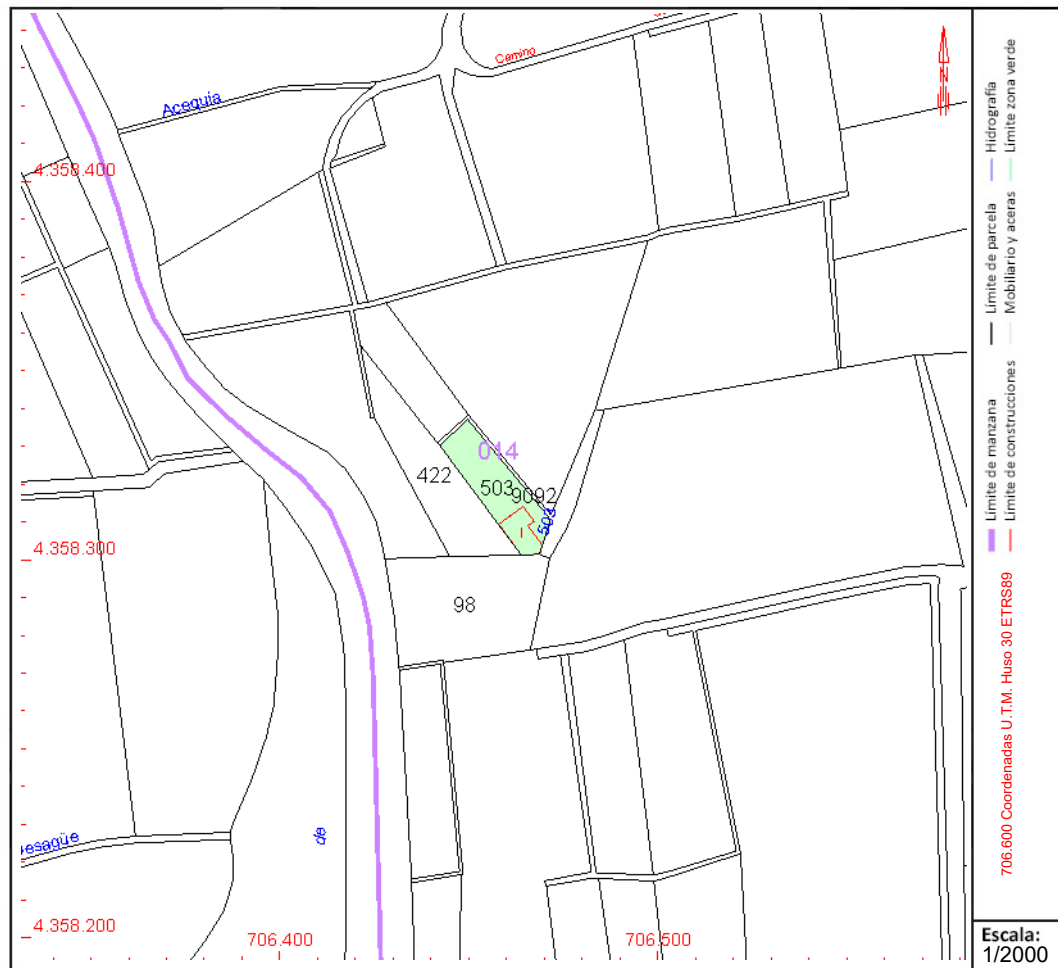 Camino
Acequia
4.358.400
014
422
503
9092
503
I
4.358.300
98
de
esagüe
4.358.200
706.400
706.500
N
Límite de manzana
Límite de parcela
Hidrografía
Límite de construcciones
Mobiliario y aceras
Límite zona verde
706.600 Coordenadas U.T.M. Huso 30 ETRS89
Escala:
1/2000